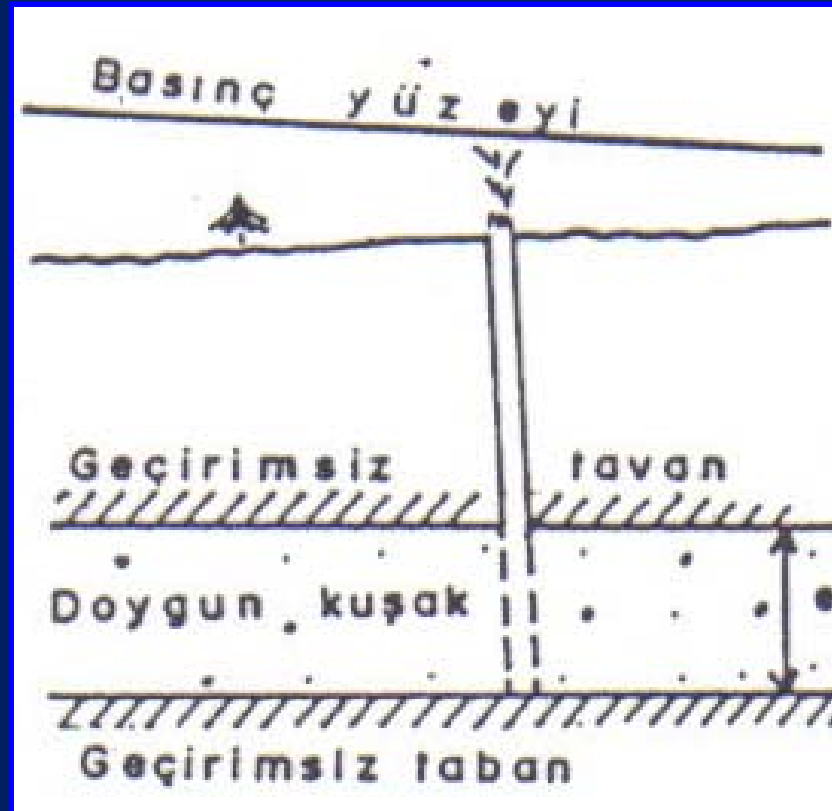 Basınç yüzeyi
Geçirimsiz tavan
Doygun kuşak
e
Geçirimsiz taban